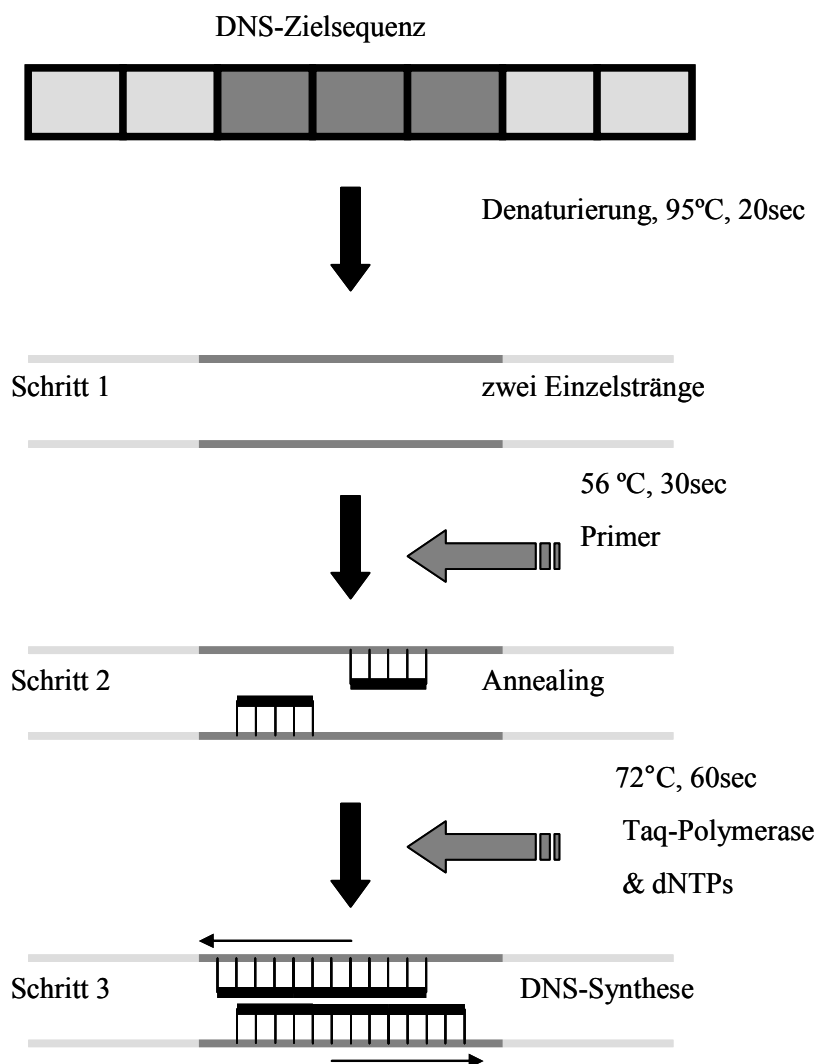 DNS-Zielsequenz
Denaturierung, 95ºC, 20sec
Schritt 1
zwei Einzelstränge
56 ºC, 30sec
Primer
Schritt 2
Annealing
72°C, 60sec
Taq-Polymerase
& dNTPs
Schritt 3
DNS-Synthese